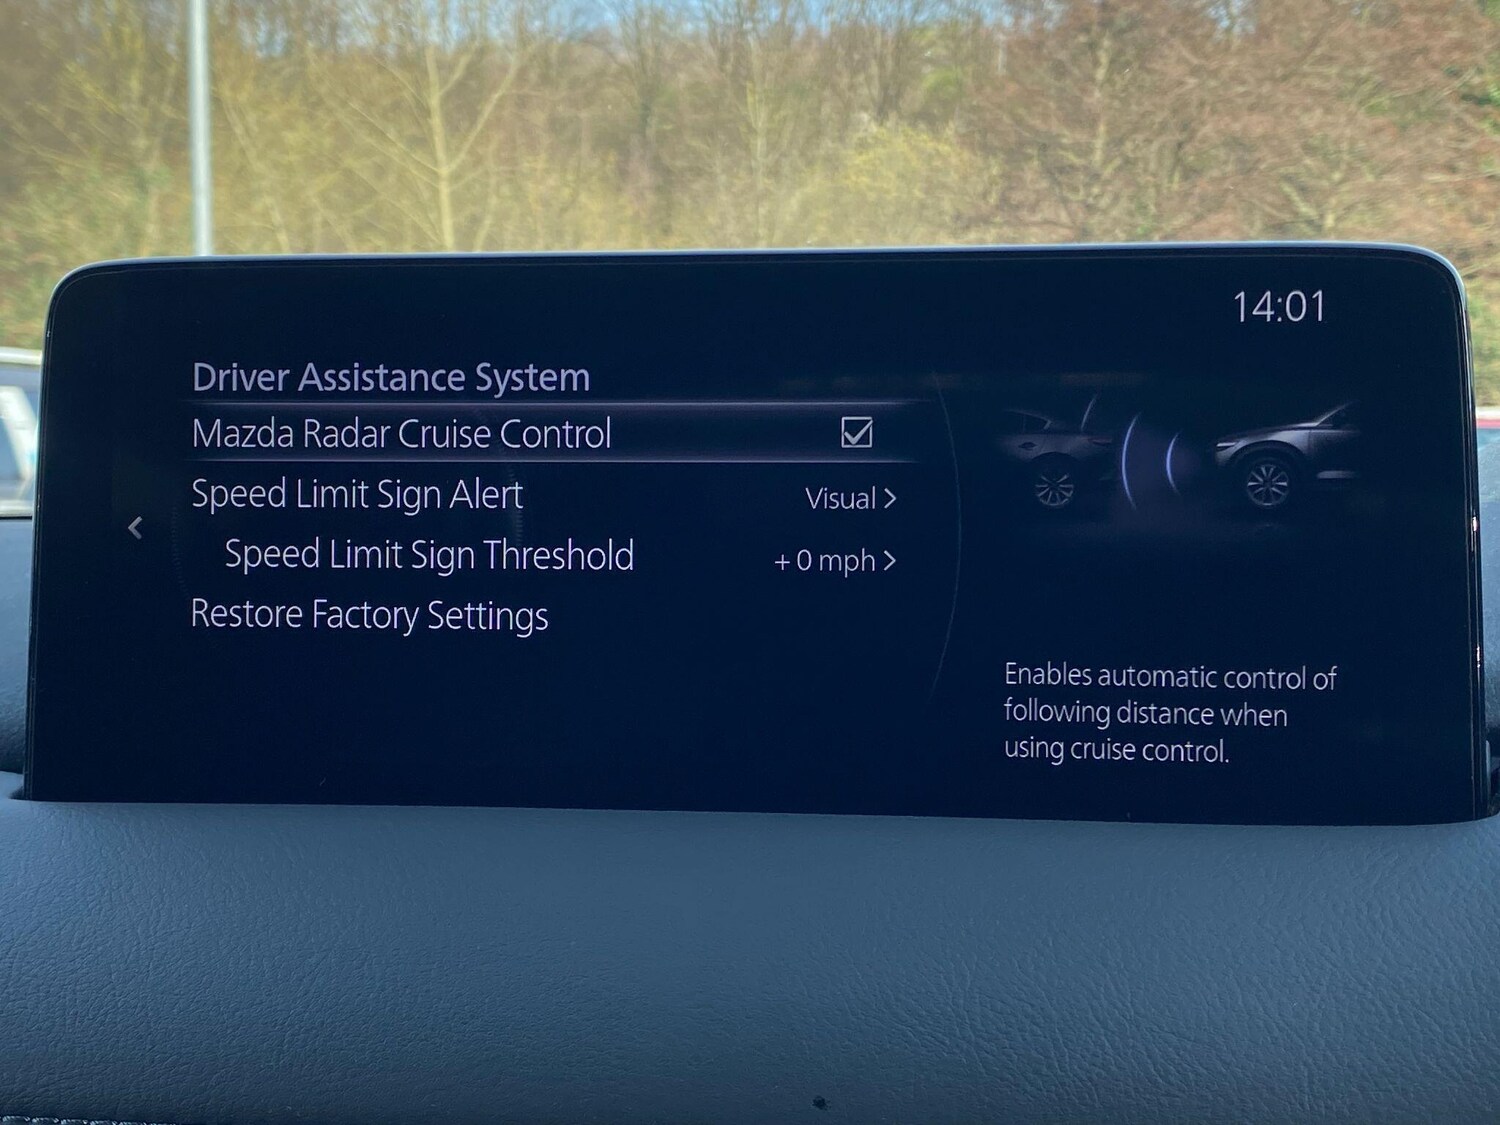 14:01
Driver Assistance System
Mazda Radar Cruise Control
Speed Limit Sign Alert Visual >
Speed Limit Sign Threshold + 0 mph >
Restore Factory Settings
Enables automatic control of
following distance when
using cruise control.